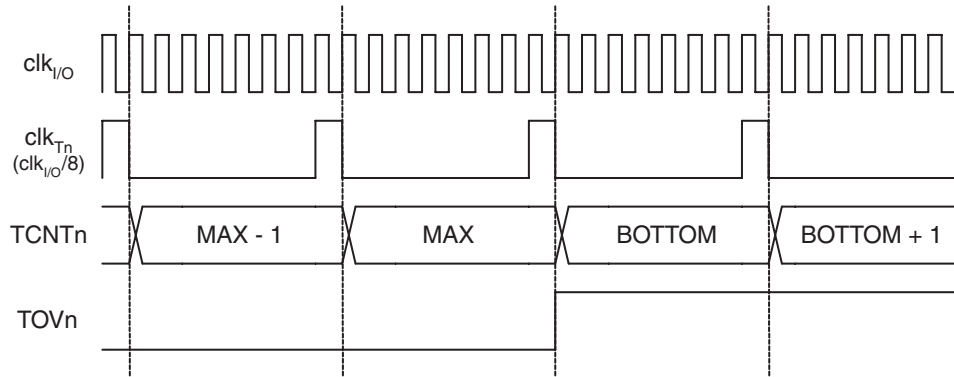 clkI/O
clkTn
(clkI/O/8)
TCNTn
MAX - 1
MAX
BOTTOM
BOTTOM + 1
TOVn